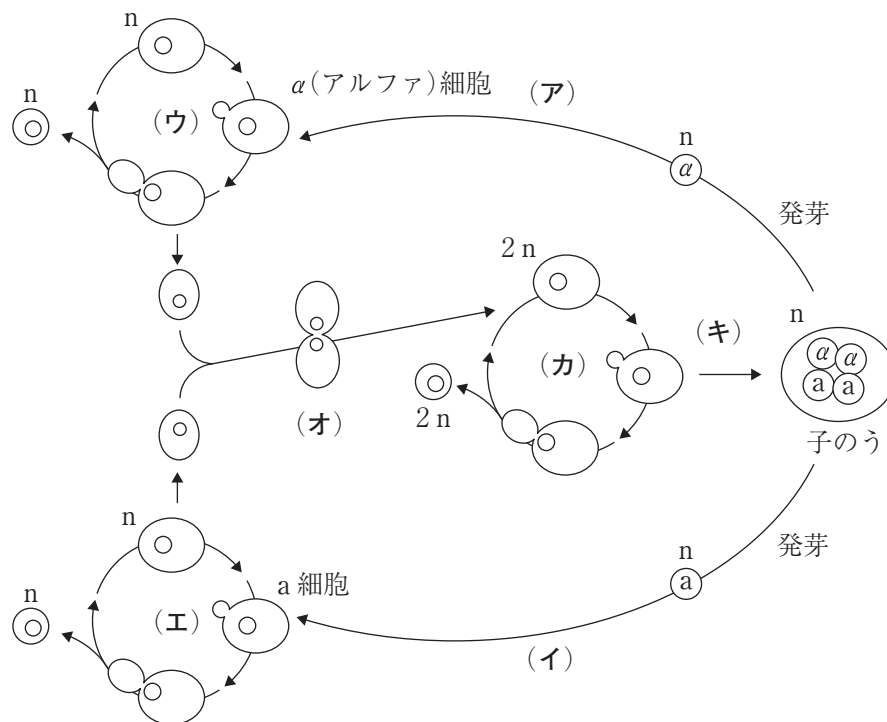 n
α(アルファ)細胞
(ア)
n
(ウ)
n
α
発芽
2n
n
(キ)
α α
(カ)
a a
2n
(オ)
子のう
n
発芽
n
a 細胞
a
n
(エ)
(イ)